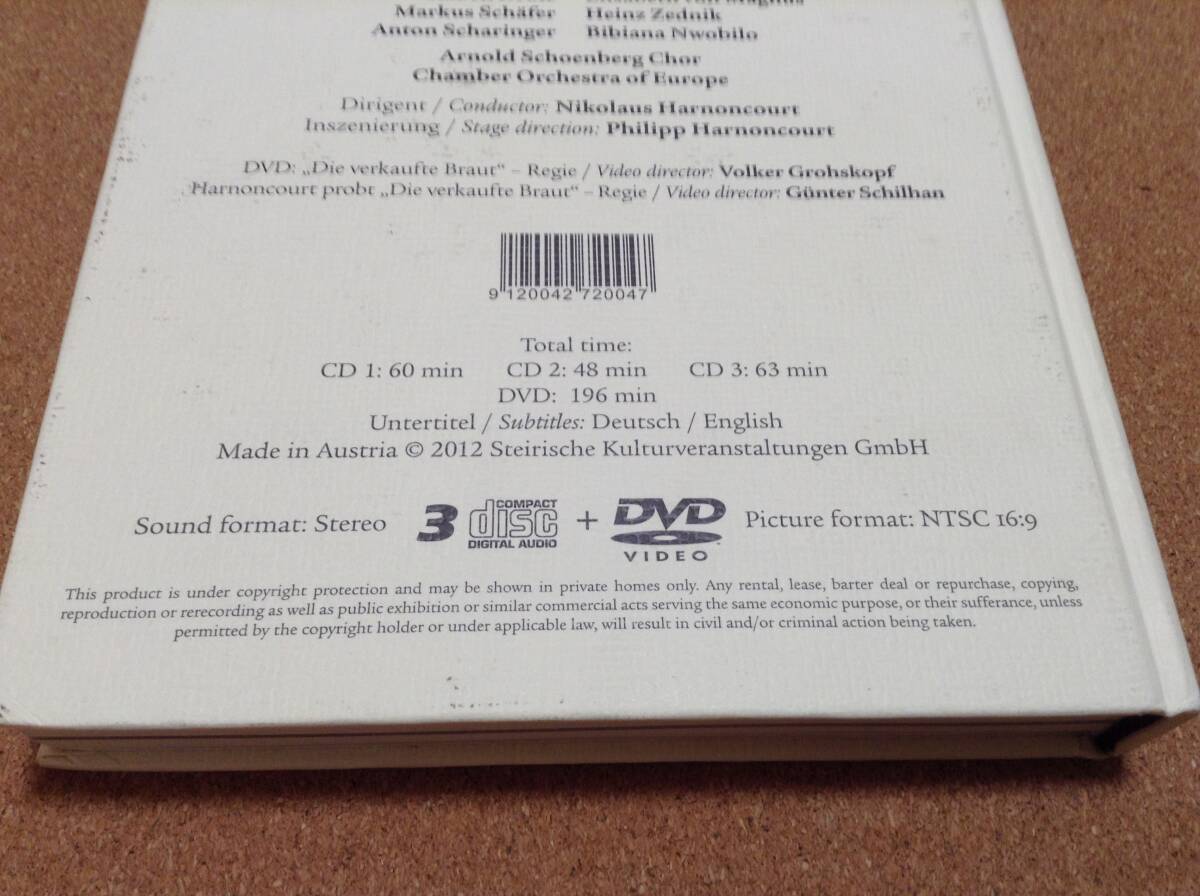 Markus Schäfer Heinz Zednik
Anton Scharinger Bibiana Nwobilo
Arnold Schoenberg Chor
Chamber Orchestra of Europe
Dirigent / Conductor: Nikolaus Harnoncourt
Inszenierung / Stage direction: Philipp Harnoncourt
DVD: „Die verkaufte Braut“ – Regie / Video director: Volker Grohskopf
Harnoncourt probt „Die verkaufte Braut“ – Regie / Video director: Günter Schilhan
9 120042 720047
Total time:
CD 1: 60 min CD 2: 48 min CD 3: 63 min
DVD: 196 min
Untertitel / Subtitles: Deutsch / English
Made in Austria © 2012 Steirische Kulturveranstaltungen GmbH
Sound format: Stereo 3 COMPACT disc DIGITAL AUDIO + DVD VIDEO Picture format: NTSC 16:9
This product is under copyright protection and may be shown in private homes only. Any rental, lease, barter deal or repurchase, copying,
reproduction or rerecording as well as public exhibition or similar commercial acts serving the same economic purpose, or their sufferance, unless
permitted by the copyright holder or under applicable law, will result in civil and/or criminal action being taken.